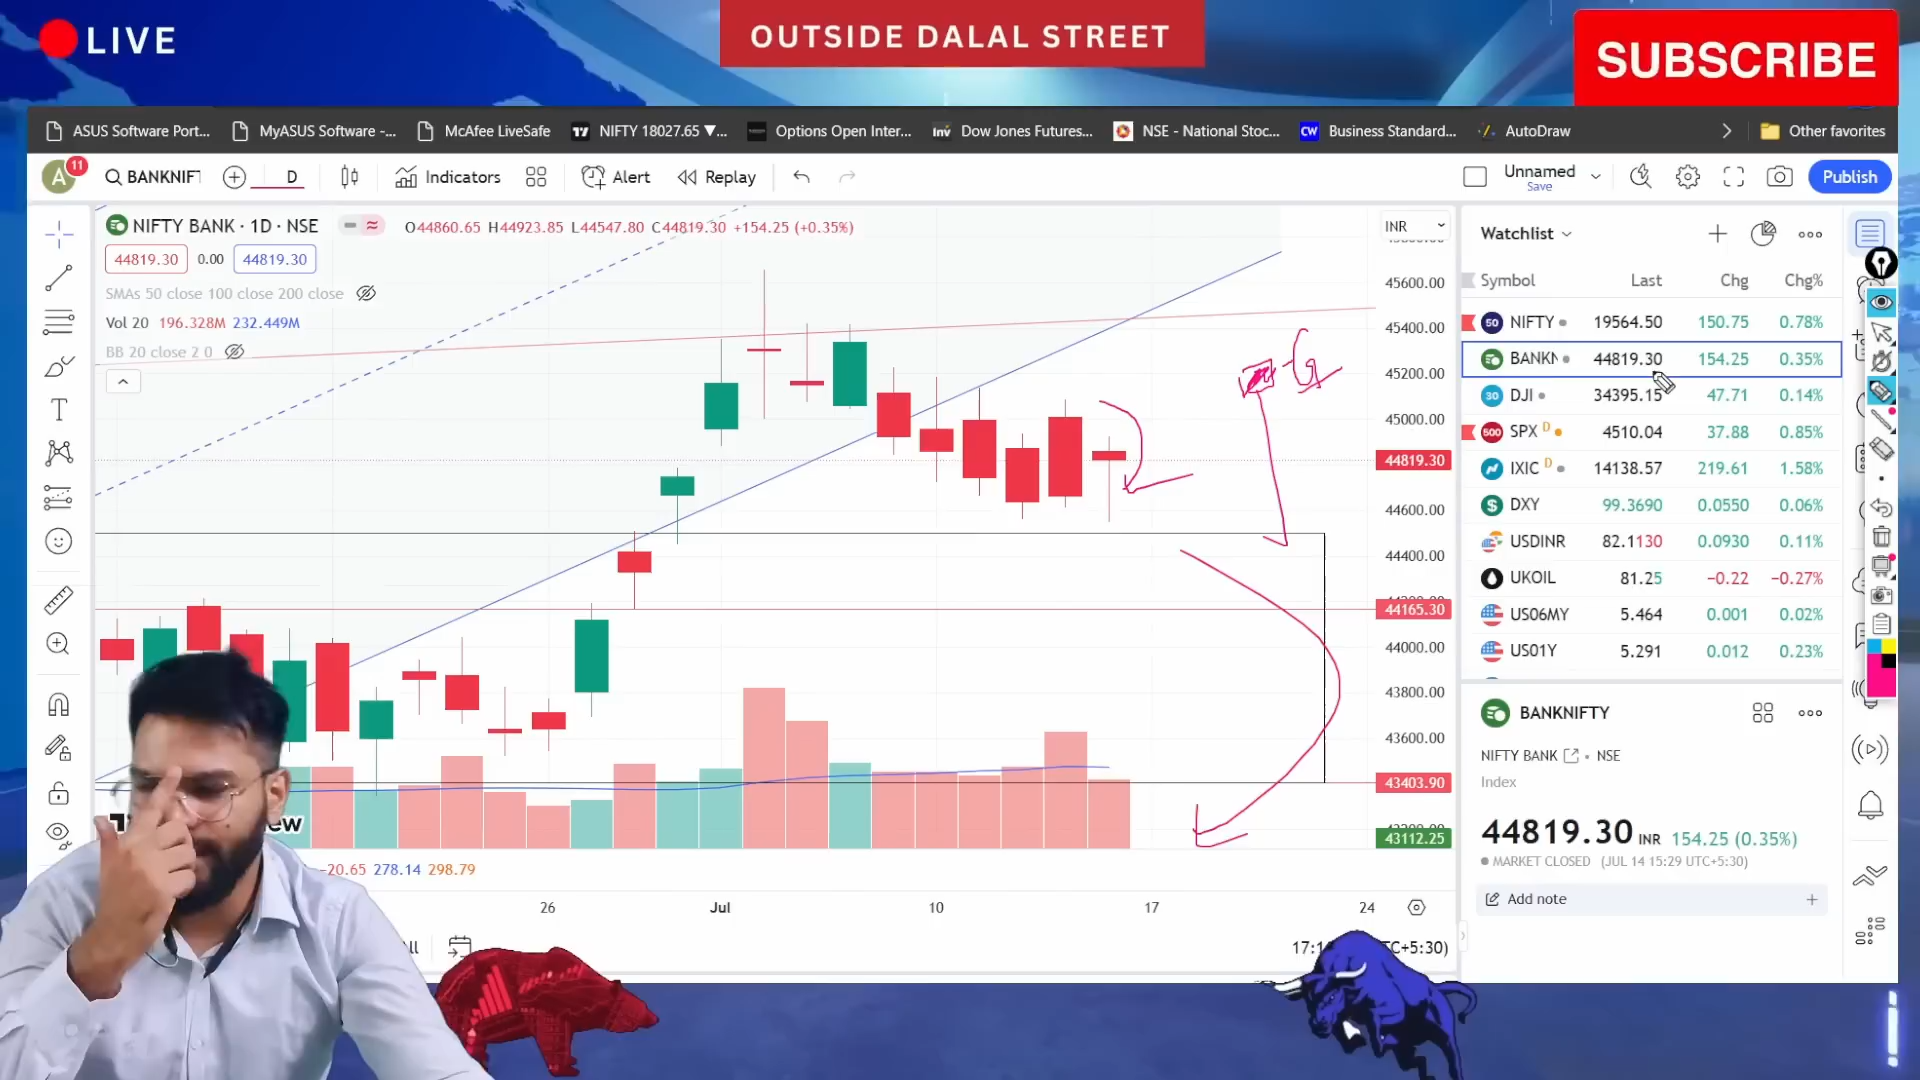 LIVE
OUTSIDE DALAL STREET
SUBSCRIBE
ASUS Software Port... MyASUS Software -... McAfee LiveSafe NIFTY 18027.65 ▼... Options Open Inter... Dow Jones Futures... NSE - National Stoc... Business Standard... AutoDraw Other favorites
A 11 BANKNIF D Indicators Alert Replay Unnamed Save Publish
NIFTY BANK · 1D · NSE O44860.65 H44923.85 L44547.80 C44819.30 +154.25 (+0.35%) INR
44819.30 0.00 44819.30
SMAs 50 close 100 close 200 close
Vol 20 196.328M 232.449M
BB 20 close 2 0
45600.00
45400.00
45200.00
45000.00
44819.30
44600.00
44400.00
44165.30
44000.00
43800.00
43600.00
43403.90
43112.25
-20.65 278.14 298.79
26 Jul 10 17 24
Watchlist
Symbol Last Chg Chg%
50 NIFTY 19564.50 150.75 0.78%
BANKN 44819.30 154.25 0.35%
30 DJI 34395.15 47.71 0.14%
500 SPX D 4510.04 37.88 0.85%
IXIC D 14138.57 219.61 1.58%
DXY 99.3690 0.0550 0.06%
USDINR 82.1130 0.0930 0.11%
UKOIL 81.25 −0.22 −0.27%
US06MY 5.464 0.001 0.02%
US01Y 5.291 0.012 0.23%
BANKNIFTY
NIFTY BANK · NSE
Index
44819.30 INR 154.25 (0.35%)
MARKET CLOSED (JUL 14 15:29 UTC+5:30)
Add note